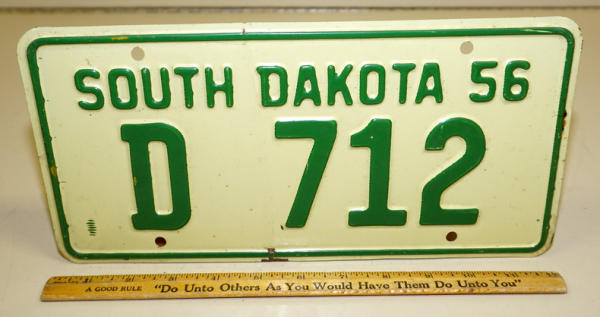 SOUTH DAKOTA 56
D 712
A GOOD RULE "Do Unto Others As You Would Have Them Do Unto You"